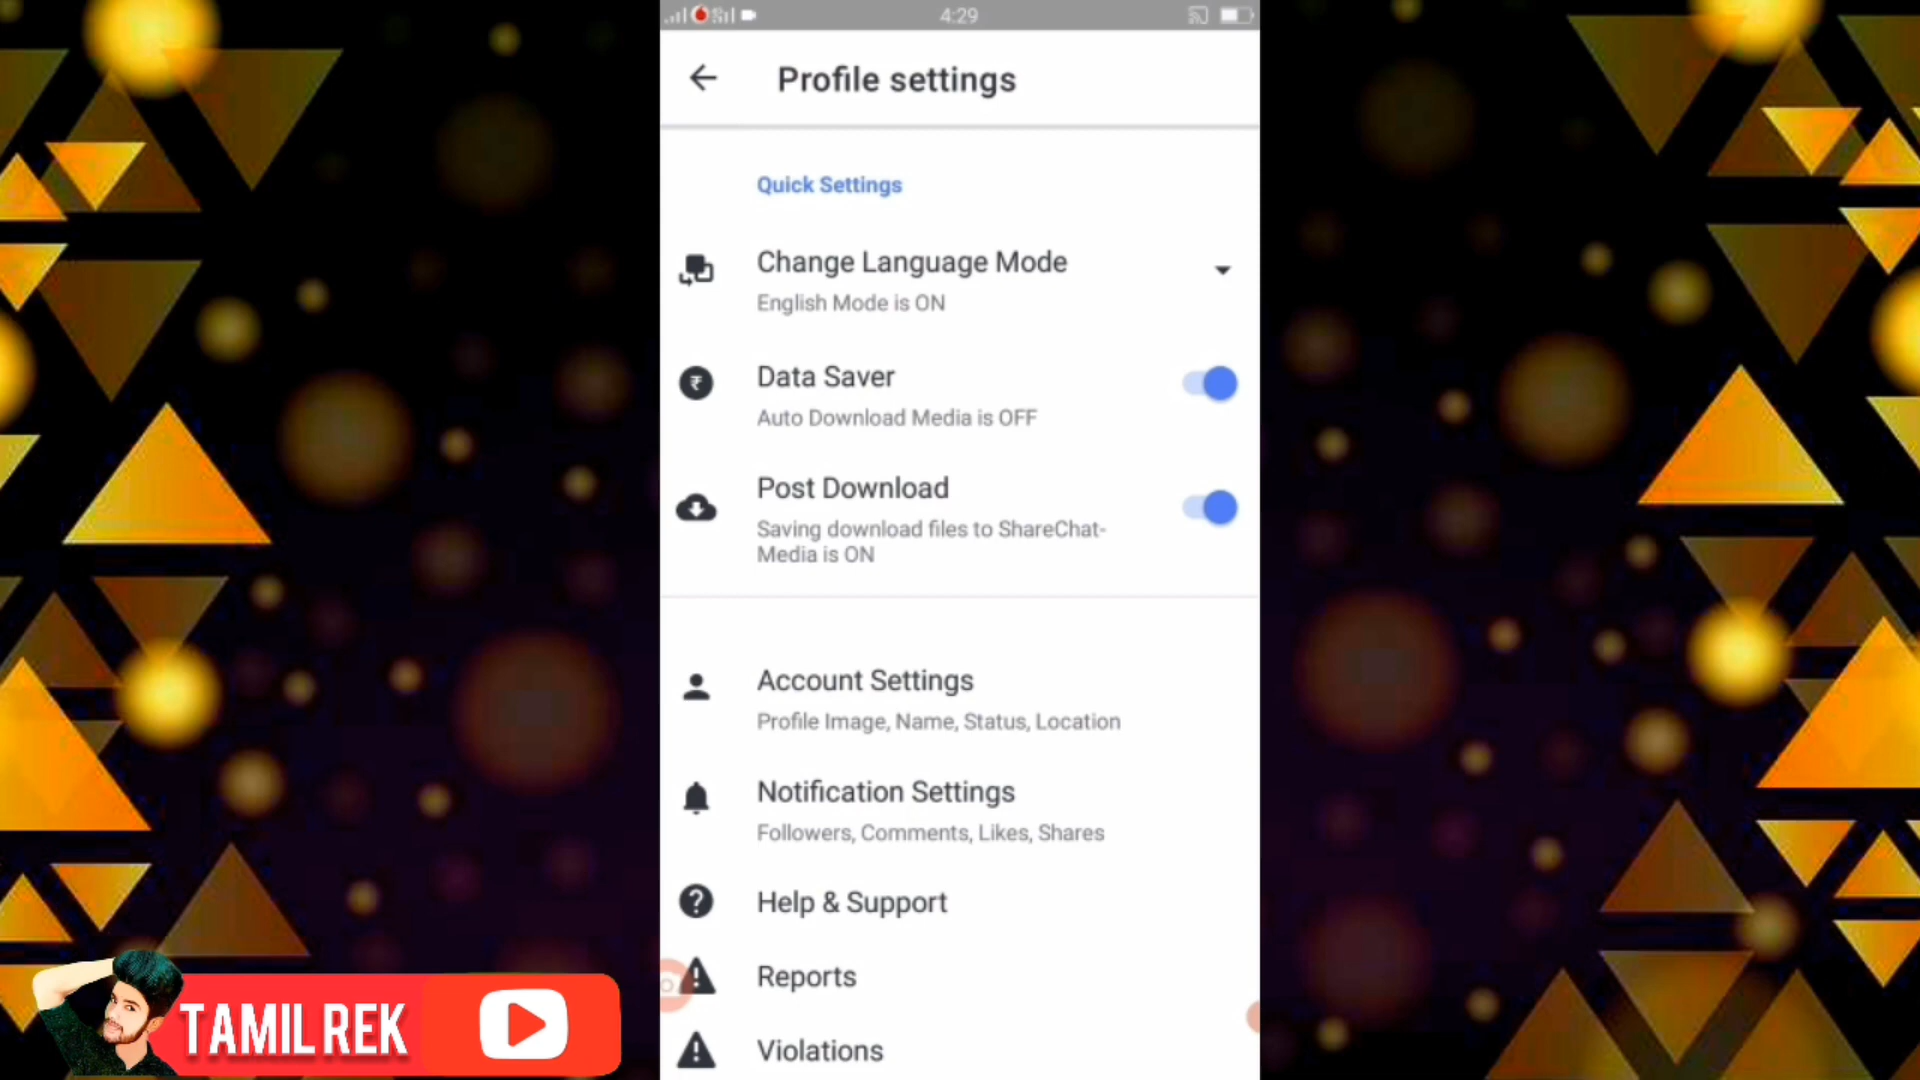 4:29
Profile settings
Quick Settings
Change Language Mode
English Mode is ON
Data Saver
Auto Download Media is OFF
Post Download
Saving download files to ShareChat-
Media is ON
Account Settings
Profile Image, Name, Status, Location
Notification Settings
Followers, Comments, Likes, Shares
Help & Support
Reports
Violations
TAMIL REK